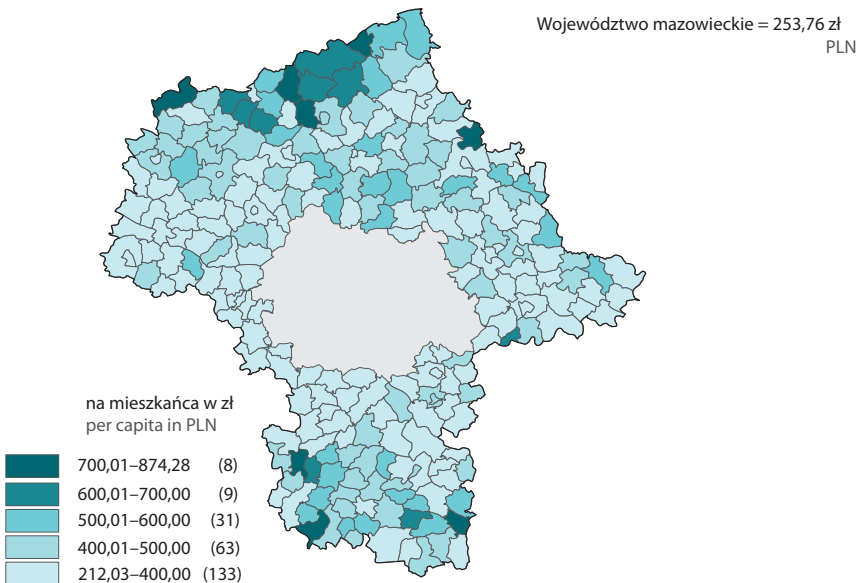 Województwo mazowieckie = 253,76 zł
PLN
na mieszkańca w zł
per capita in PLN
700,01–874,28 (8)
600,01–700,00 (9)
500,01–600,00 (31)
400,01–500,00 (63)
212,03–400,00 (133)